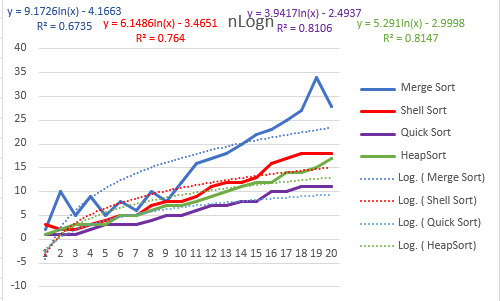 y = 9.1726ln(x) - 4.1663
R² = 0.6735
y = 6.1486ln(x) - 3.4651
R² = 0.764
nLogn
y = 3.9417ln(x) - 2.4937
R² = 0.8106
y = 5.291ln(x) - 2.9998
R² = 0.8147
40
35
30
25
20
15
10
5
0
-5
-10
1 2 3 4 5 6 7 8 9 10 11 12 13 14 15 16 17 18 19 20
Merge Sort
Shell Sort
Quick Sort
HeapSort
Log. ( Merge Sort)
Log. ( Shell Sort)
Log. ( Quick Sort)
Log. ( HeapSort)